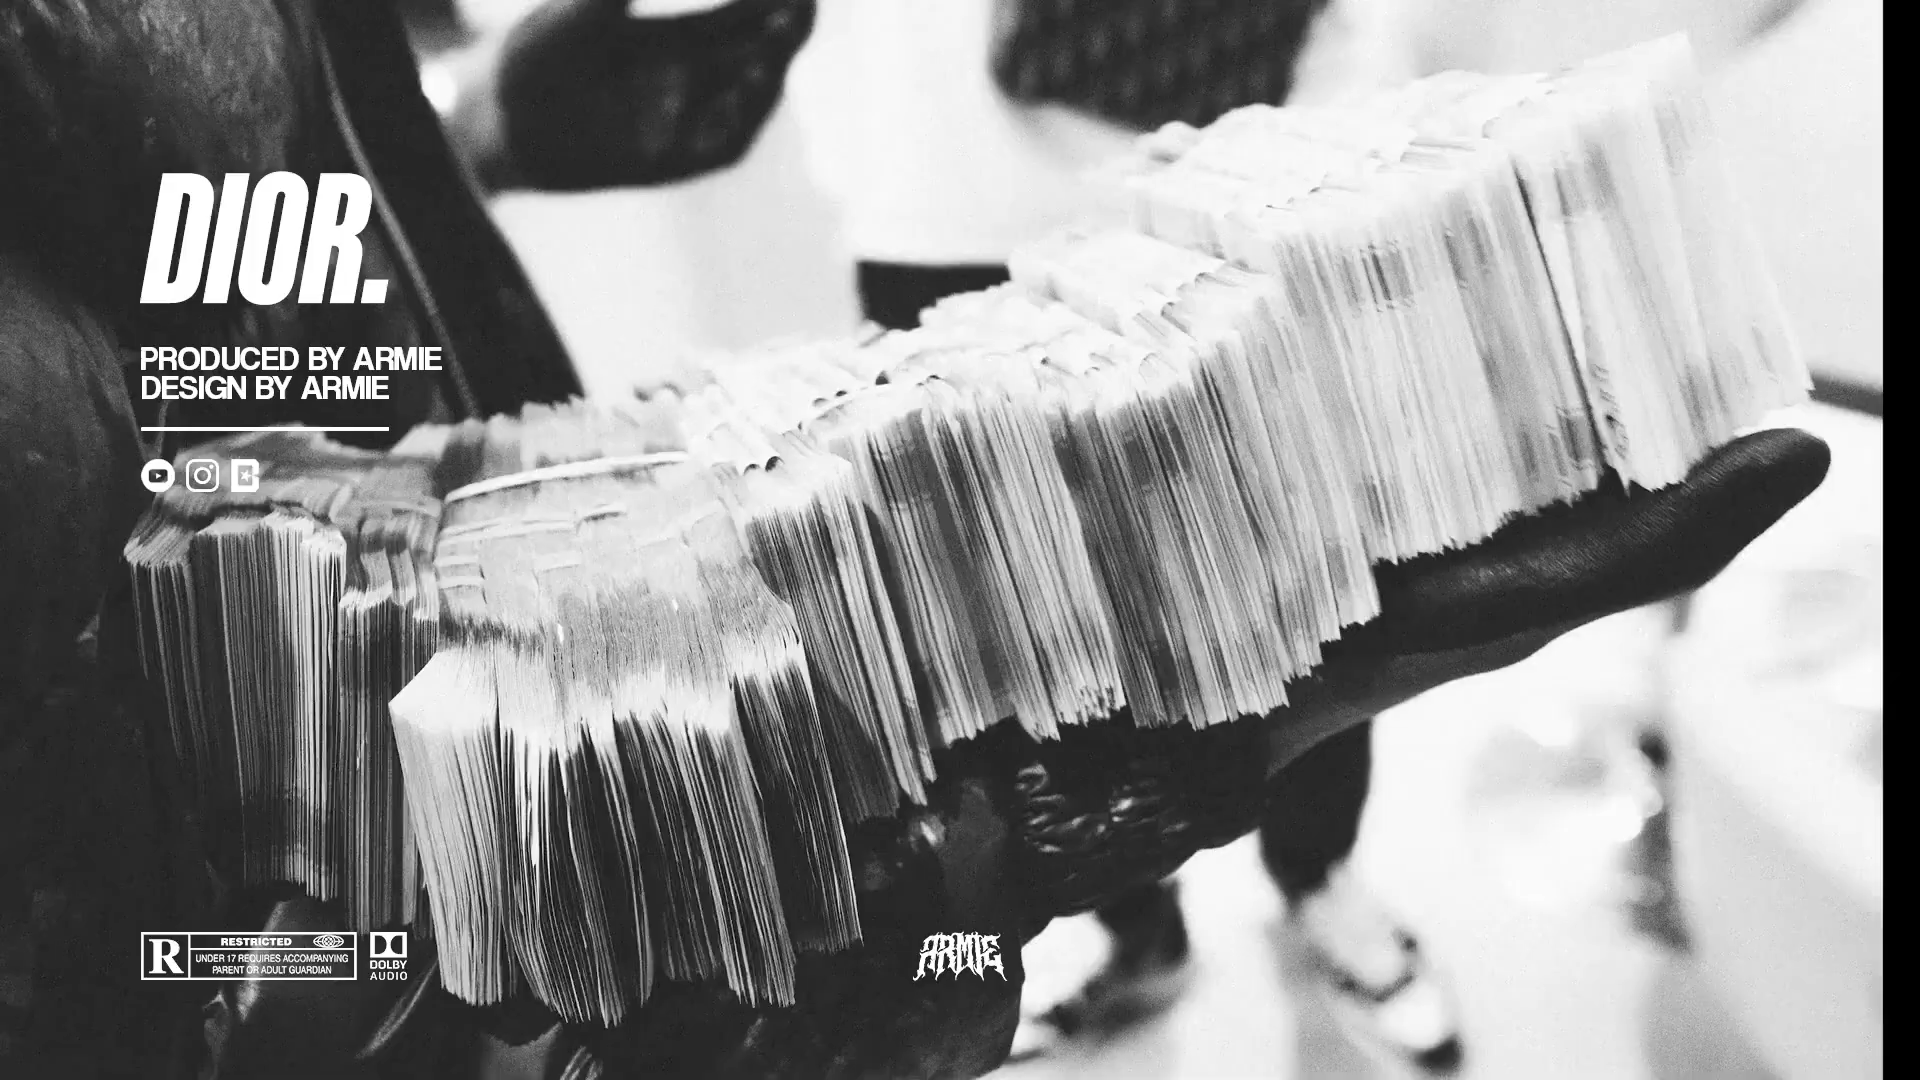 DIOR.
PRODUCED BY ARMIE
DESIGN BY ARMIE
R
RESTRICTED
UNDER 17 REQUIRES ACCOMPANYING
PARENT OR ADULT GUARDIAN
DOLBY
AUDIO
ARMIE